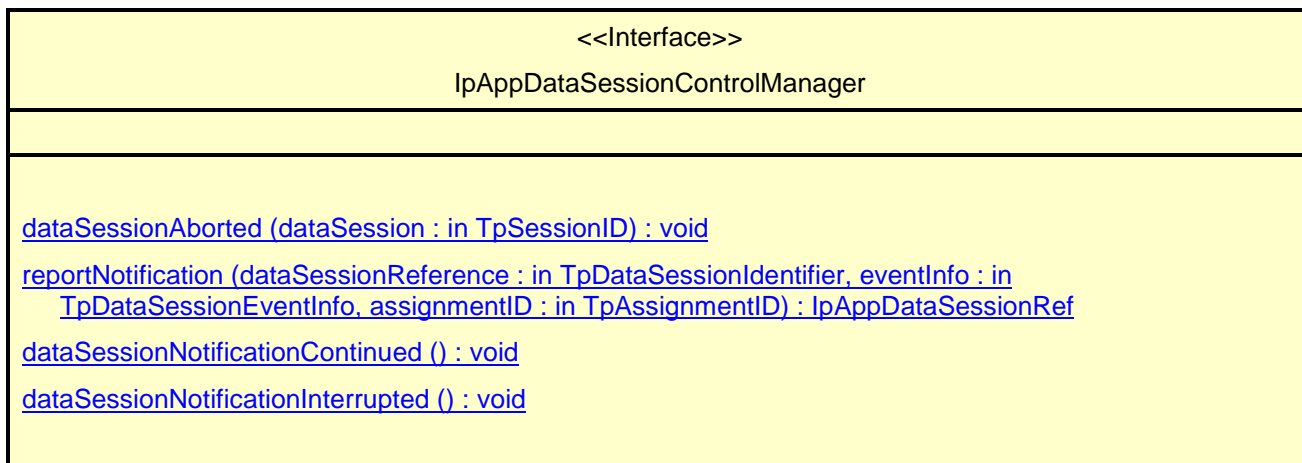 <<Interface>>
IpAppDataSessionControlManager
dataSessionAborted (dataSession : in TpSessionID) : void
reportNotification (dataSessionReference : in TpDataSessionIdentifier, eventInfo : in
TpDataSessionEventInfo, assignmentID : in TpAssignmentID) : IpAppDataSessionRef
dataSessionNotificationContinued () : void
dataSessionNotificationInterrupted () : void